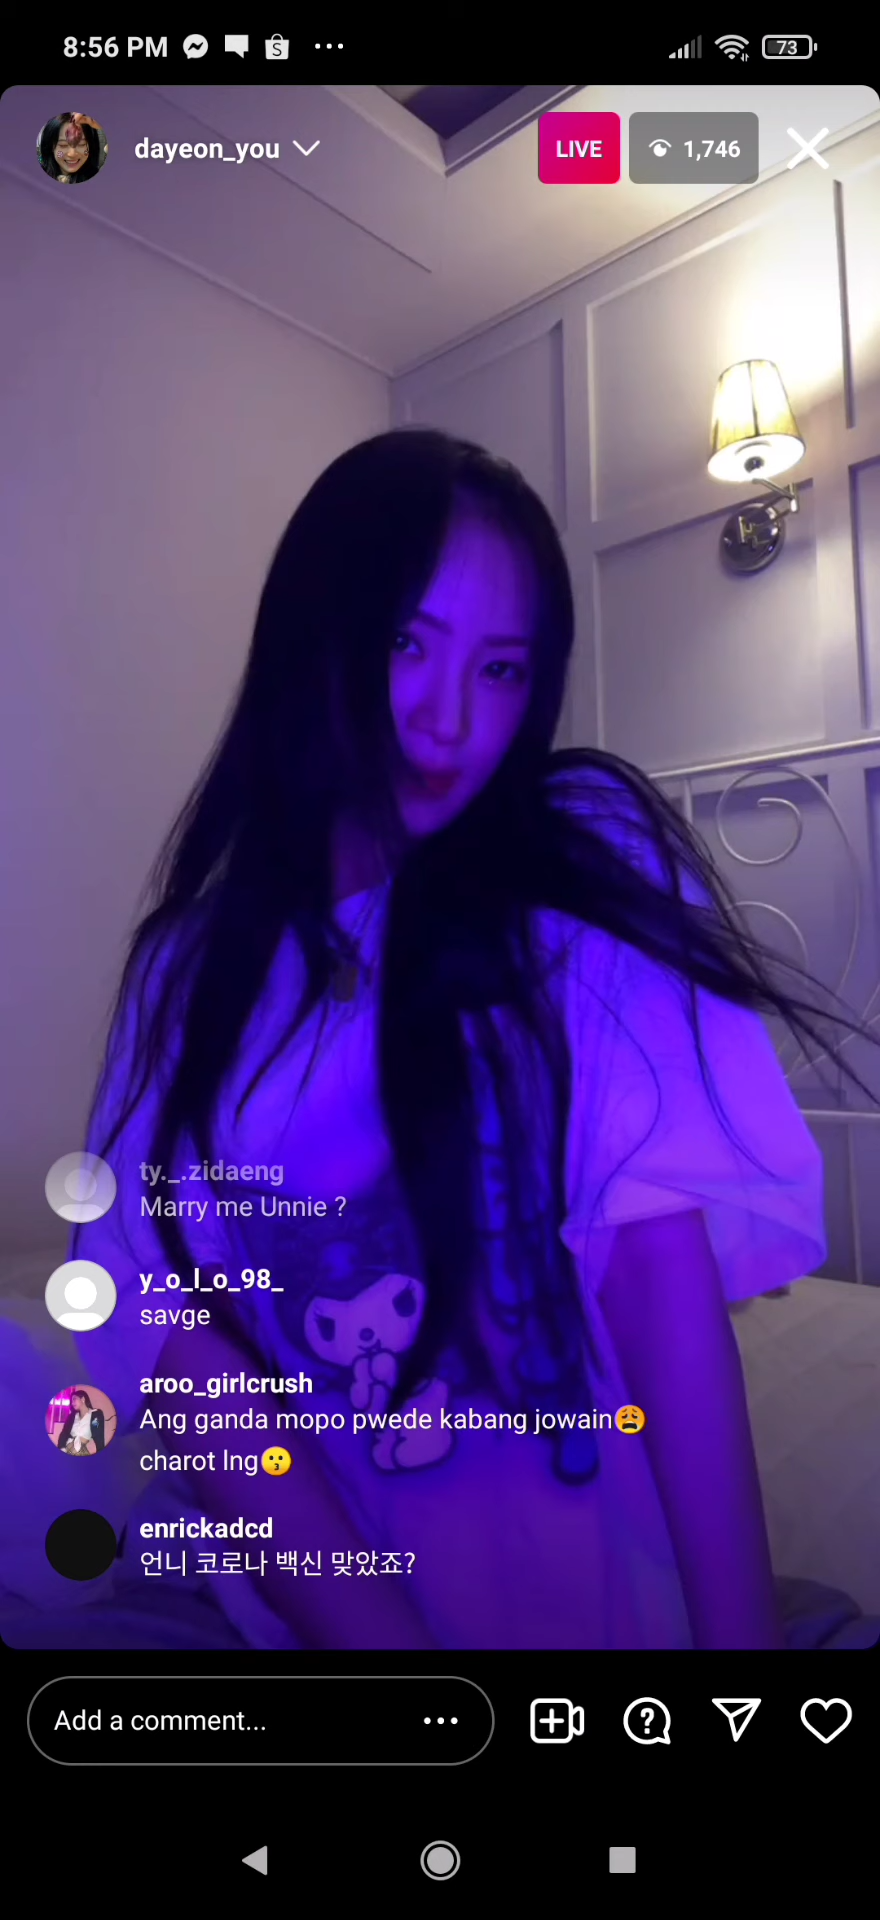 8:56 PM
73
dayeon_you
LIVE
1,746
ty._.zidaeng
Marry me Unnie ?
y_o_l_o_98_
savge
aroo_girlcrush
Ang ganda mopo pwede kabang jowain😩
charot lng😗
enrickadcd
언니 코로나 백신 맞았죠?
Add a comment...